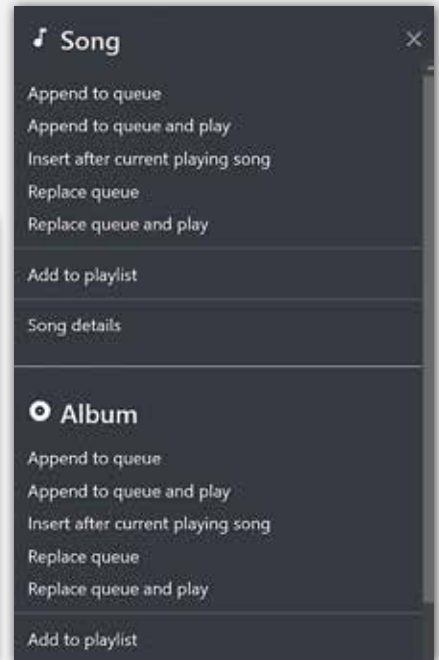 Song
Append to queue
Append to queue and play
Insert after current playing song
Replace queue
Replace queue and play
Add to playlist
Song details
Album
Append to queue
Append to queue and play
Insert after current playing song
Replace queue
Replace queue and play
Add to playlist